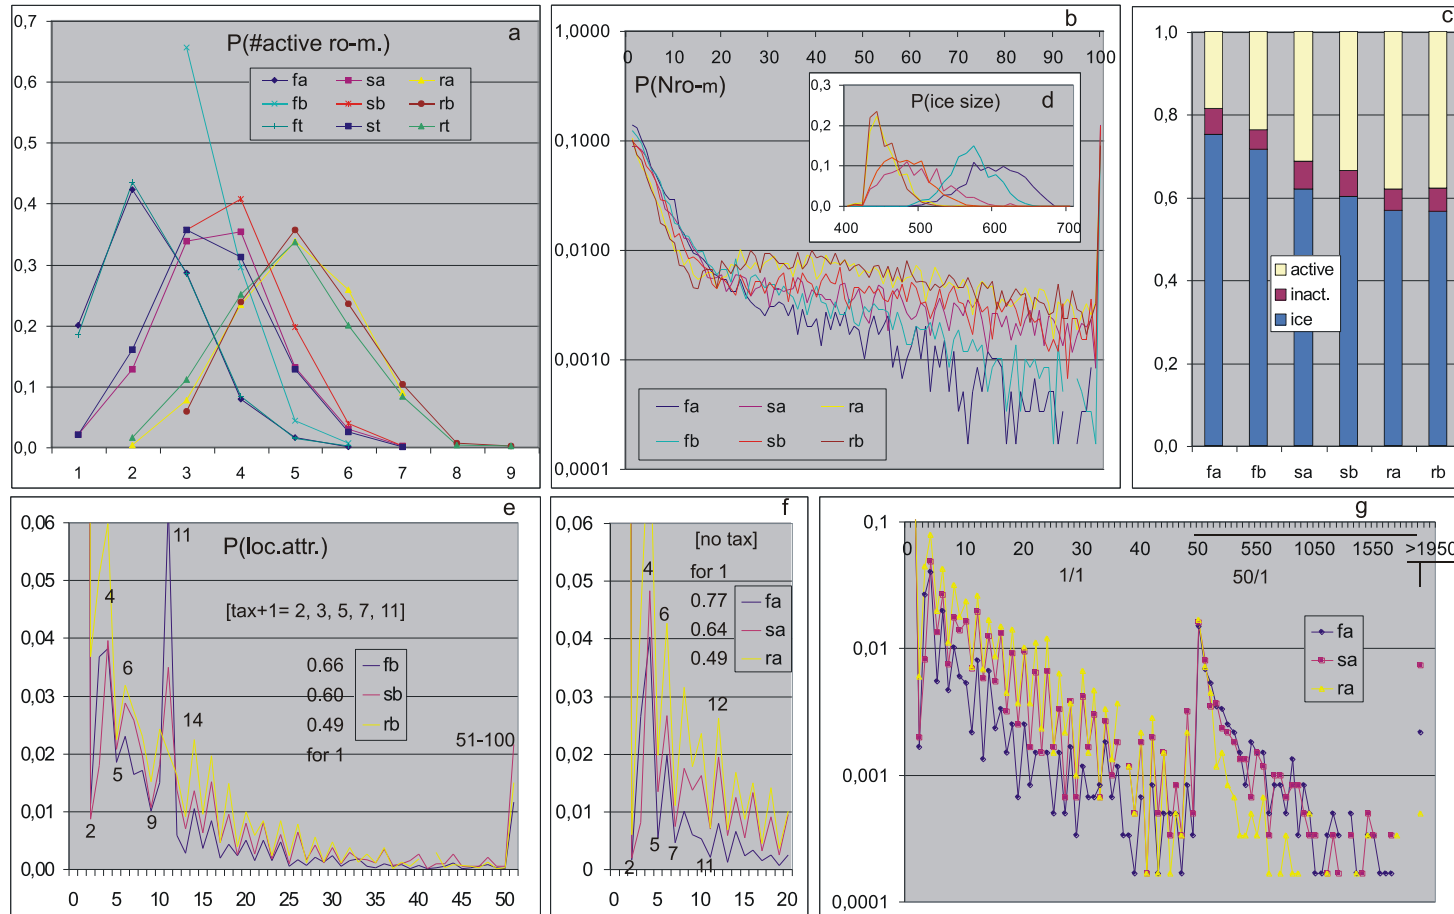 a
P(#active ro-m.)
fa sa ra
fb sb rb
ft st rt
0,7
0,6
0,5
0,4
0,3
0,2
0,1
0,0
1 2 3 4 5 6 7 8 9
b
1,0000
0,1000
0,0100
0,0010
0,0001
0 10 20 30 40 50 60 70 80 90 100
P(Nro-m)
fa sa ra
fb sb rb
d
P(ice size)
0,3
0,2
0,1
0,0
400 500 600 700
c
1,0
0,8
0,6
0,4
0,2
0,0
active
inact.
ice
fa fb sa sb ra rb
e
P(loc.attr.)
[tax+1= 2, 3, 5, 7, 11]
0,06
0,05
0,04
0,03
0,02
0,01
0,00
11
4
6
14
5
9
2
51-100
0.66 fb
0.60 sb
0.49 rb
for 1
0 5 10 15 20 25 30 35 40 45 50
f
[no tax]
for 1
0.77 fa
0.64 sa
0.49 ra
0,06
0,05
0,04
0,03
0,02
0,01
0,00
4
6
12
5
7
11
2
0 5 10 15 20
g
0,1
0,01
0,001
0,0001
0 10 20 30 40 50 550 1050 1550 >1950
1/1 50/1
fa
sa
ra